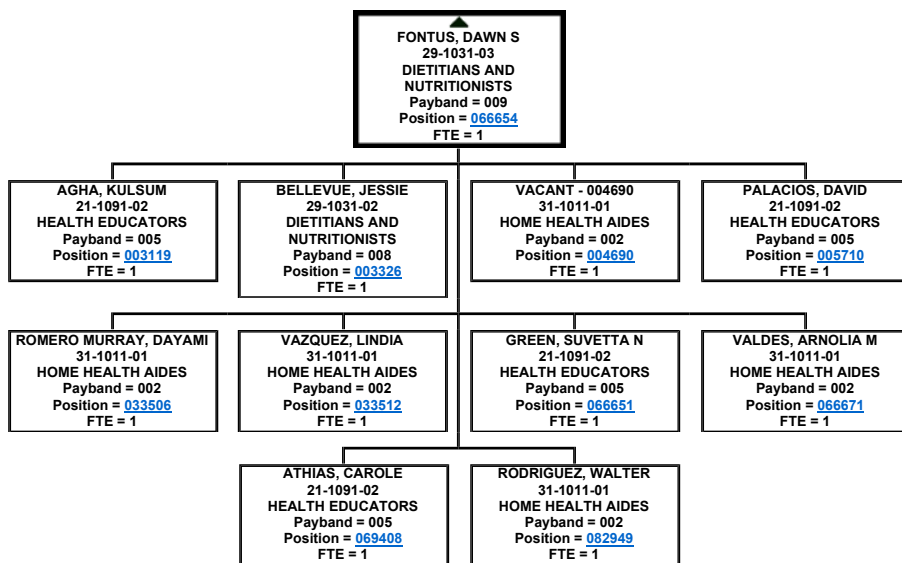 FONTUS, DAWN S
29-1031-03
DIETITIANS AND
NUTRITIONISTS
Payband = 009
Position = 066654
FTE = 1
AGHA, KULSUM
21-1091-02
HEALTH EDUCATORS
Payband = 005
Position = 003119
FTE = 1
BELLEVUE, JESSIE
29-1031-02
DIETITIANS AND
NUTRITIONISTS
Payband = 008
Position = 003326
FTE = 1
VACANT - 004690
31-1011-01
HOME HEALTH AIDES
Payband = 002
Position = 004690
FTE = 1
PALACIOS, DAVID
21-1091-02
HEALTH EDUCATORS
Payband = 005
Position = 005710
FTE = 1
ROMERO MURRAY, DAYAMI
31-1011-01
HOME HEALTH AIDES
Payband = 002
Position = 033506
FTE = 1
VAZQUEZ, LINDIA
31-1011-01
HOME HEALTH AIDES
Payband = 002
Position = 033512
FTE = 1
GREEN, SUVETTA N
21-1091-02
HEALTH EDUCATORS
Payband = 005
Position = 066651
FTE = 1
VALDES, ARNOLIA M
31-1011-01
HOME HEALTH AIDES
Payband = 002
Position = 066671
FTE = 1
ATHIAS, CAROLE
21-1091-02
HEALTH EDUCATORS
Payband = 005
Position = 069408
FTE = 1
RODRIGUEZ, WALTER
31-1011-01
HOME HEALTH AIDES
Payband = 002
Position = 082949
FTE = 1